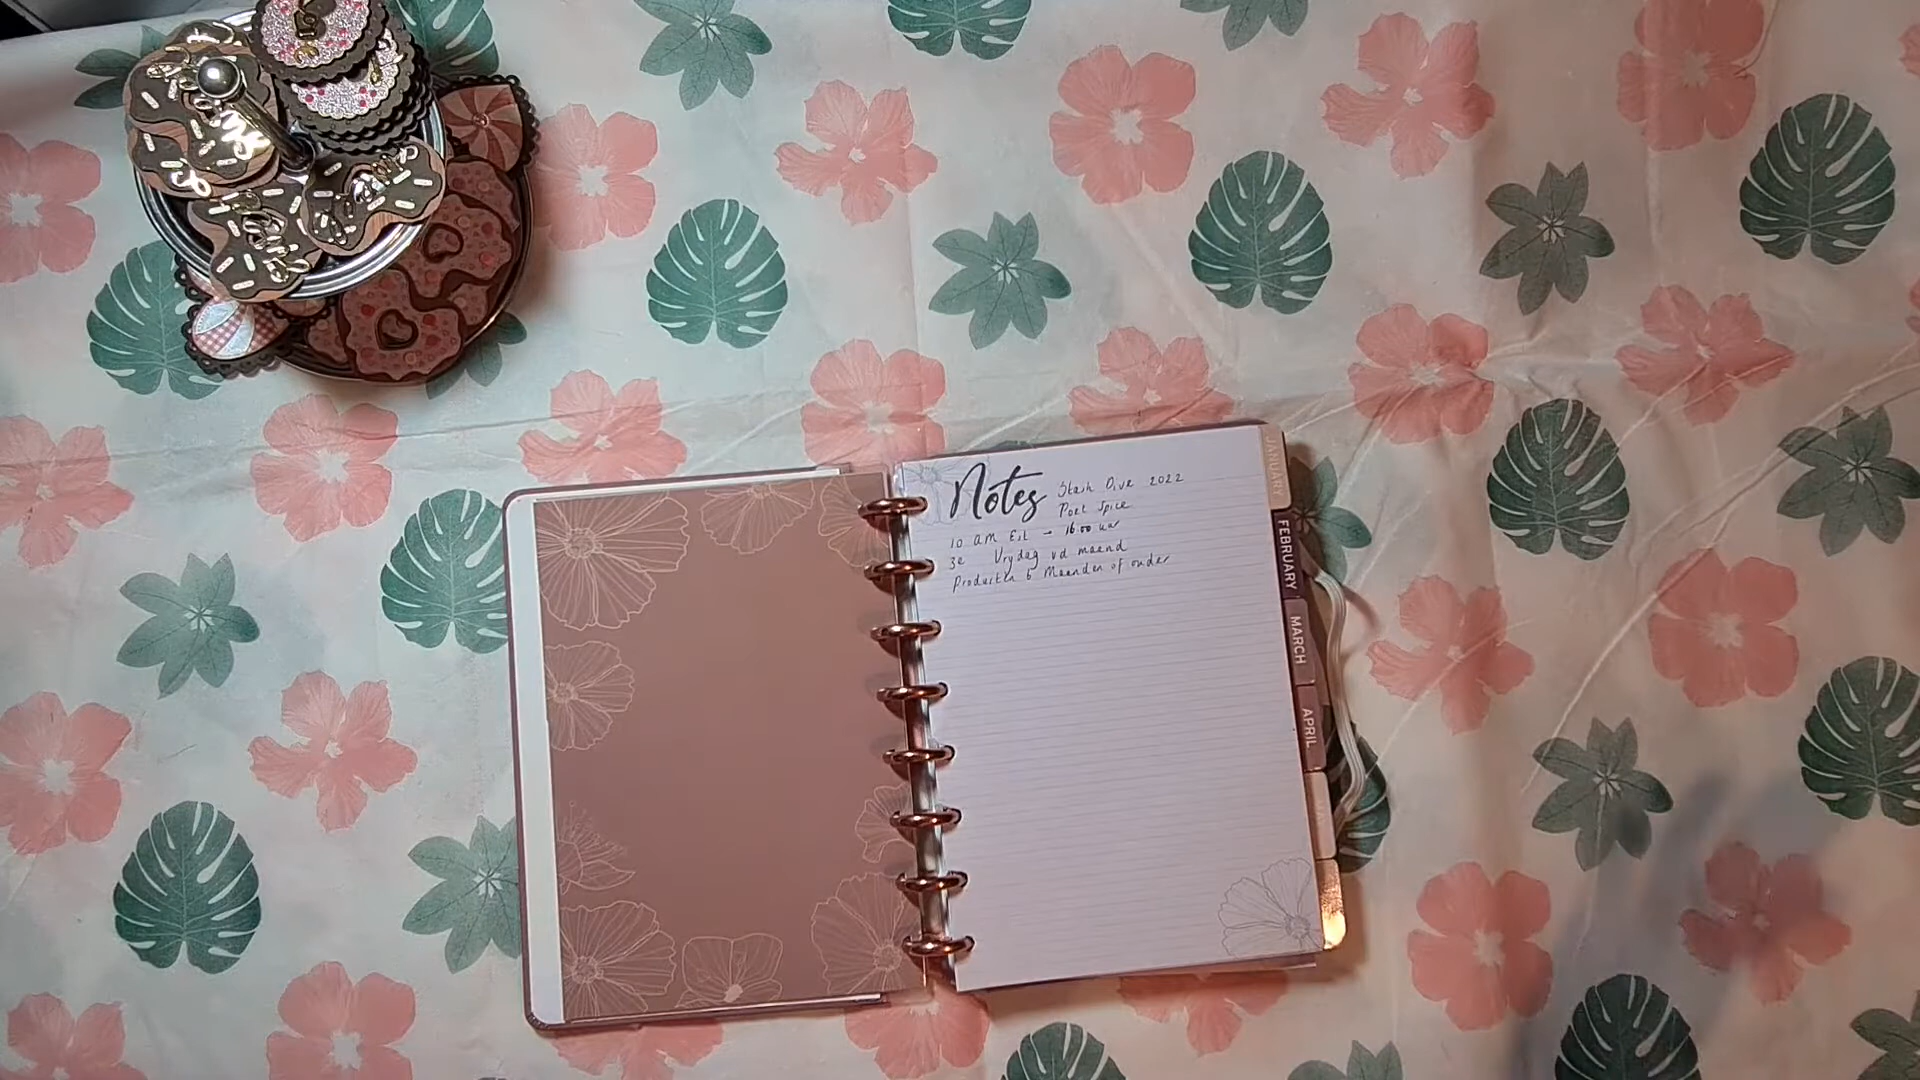 Notes Stash Dive 2022
Poet Spice
10 AM Est → 16.00 uur
3e Vrydag vd maand
Producten 6 Maanden of ouder
JANUARY
FEBRUARY
MARCH
APRIL